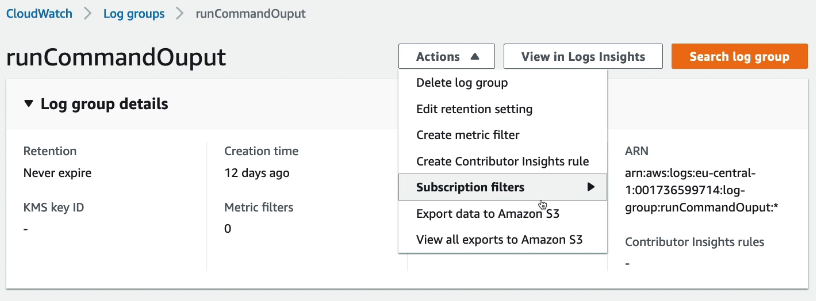 CloudWatch > Log groups > runCommandOuput
runCommandOuput
Actions ▲
View in Logs Insights
Search log group
▼ Log group details
Delete log group
Edit retention setting
Create metric filter
Create Contributor Insights rule
Subscription filters ▶
Export data to Amazon S3
View all exports to Amazon S3
Retention
Never expire
KMS key ID
-
Creation time
12 days ago
Metric filters
0
ARN
arn:aws:logs:eu-central-
1:001736599714:log-
group:runCommandOuput:*
Contributor Insights rules
-